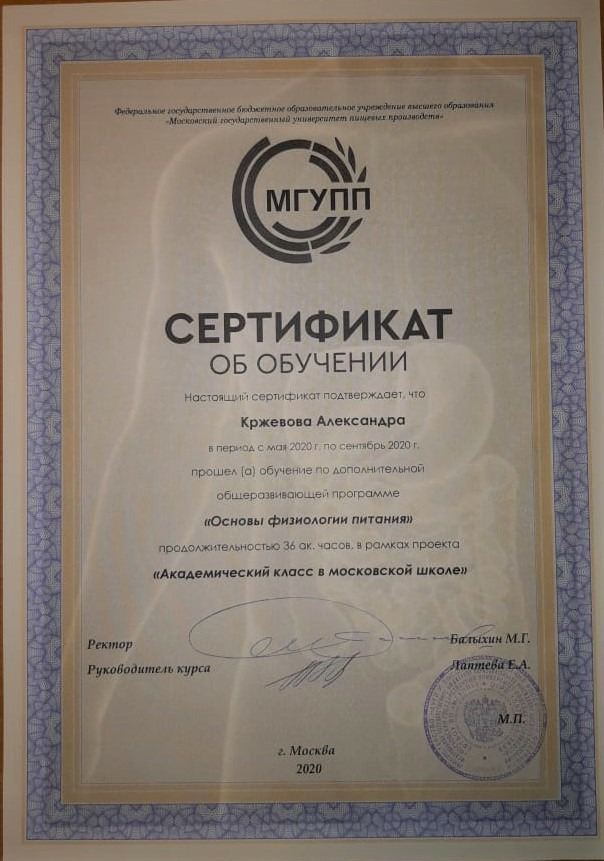 Федеральное государственное бюджетное образовательное учреждение высшего образования
«Московский государственный университет пищевых производств»
МГУПП
СЕРТИФИКАТ
ОБ ОБУЧЕНИИ
Настоящий сертификат подтверждает, что
Кржевова Александра
в период с мая 2020 г. по сентябрь 2020 г.
прошел (а) обучение по дополнительной
общеразвивающей программе
«Основы физиологии питания»
продолжительностью 36 ак. часов, в рамках проекта
«Академический класс в московской школе»
Ректор Балыхин М.Г.
Руководитель курса Лаптева Е.А.
М.П.
г. Москва
2020